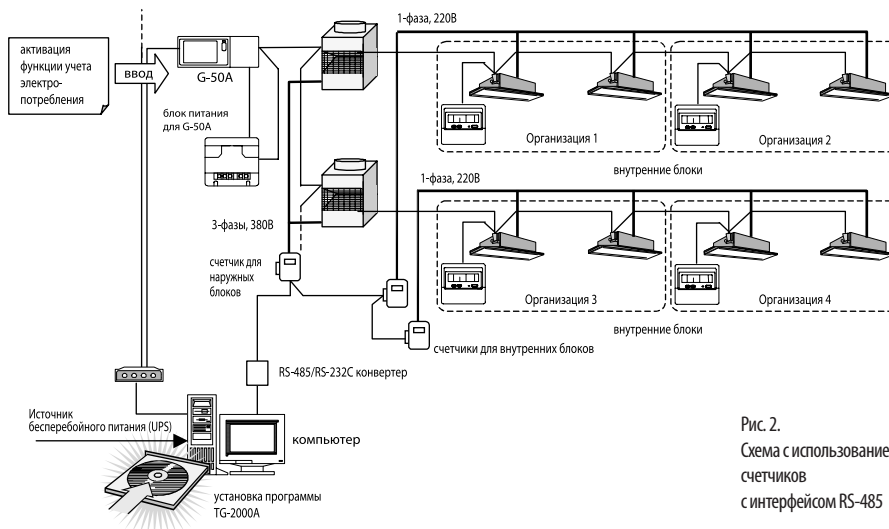 активация
функции учета
электро-
потребления
ввод
G-50A
блок питания
для G-50A
1-фаза, 220В
Организация 1
Организация 2
внутренние блоки
1-фаза, 220В
3-фазы, 380В
счетчик для
наружных
блоков
Организация 3
Организация 4
внутренние блоки
счетчики для внутренних блоков
RS-485/RS-232C конвертер
Источник
бесперебойного питания (UPS)
компьютер
установка программы
TG-2000A
Рис. 2.
Схема с использование
счетчиков
с интерфейсом RS-485